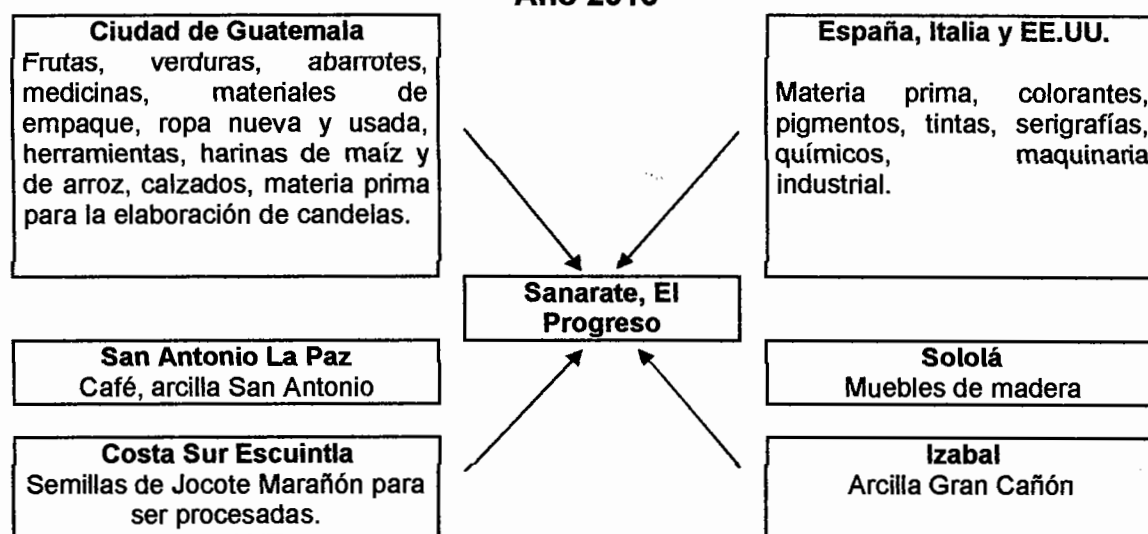 Ciudad de Guatemala
Frutas, verduras, abarrotes,
medicinas, materiales de
empaque, ropa nueva y usada,
herramientas, harinas de maíz y
de arroz, calzados, materia prima
para la elaboración de candelas.
España, Italia y EE.UU.
Materia prima, colorantes,
pigmentos, tintas, serigrafías,
químicos, maquinaria
industrial.
Sanarate, El
Progreso
San Antonio La Paz
Café, arcilla San Antonio
Sololá
Muebles de madera
Costa Sur Escuintla
Semillas de Jocote Marañón para
ser procesadas.
Izabal
Arcilla Gran Cañón